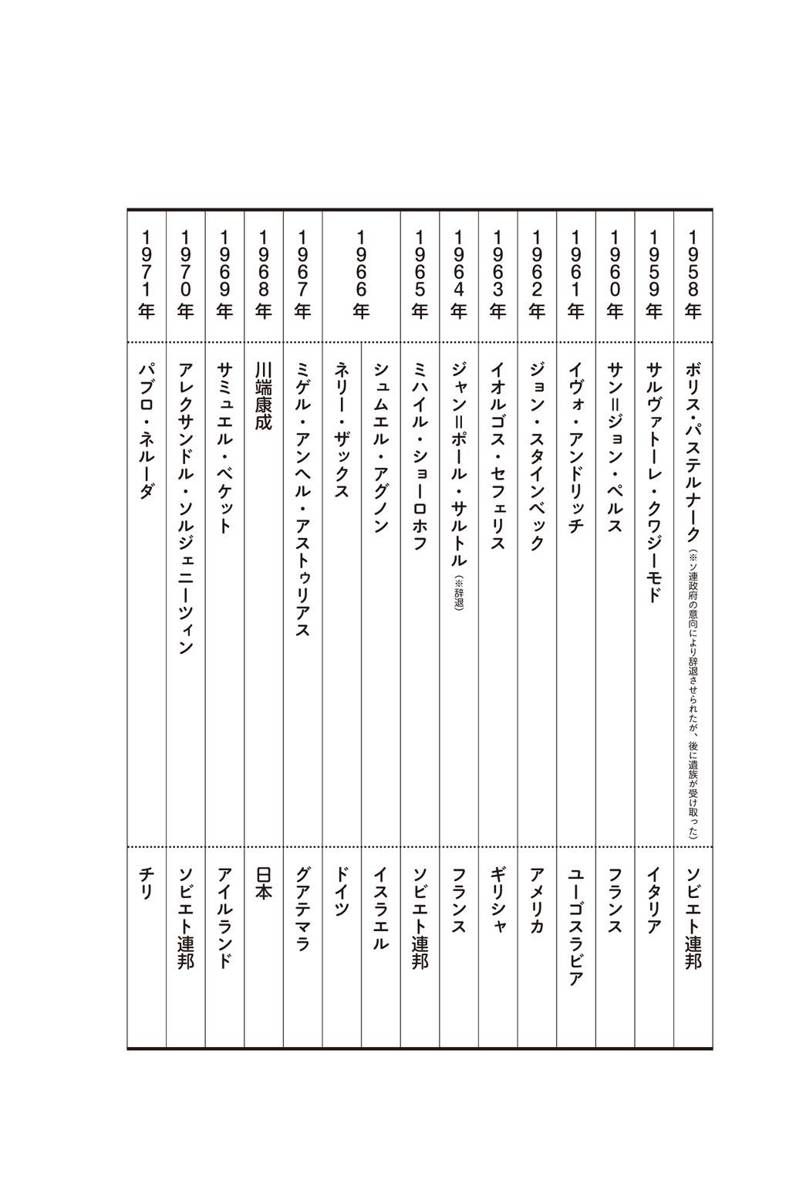 1958年 ボリス・パステルナーク(※ソ連政府の意向により辞退させられたが、後に遺族が受け取った) ソビエト連邦
1959年 サルヴァトーレ・クワジーモド イタリア
1960年 サン=ジョン・ペルス フランス
1961年 イヴォ・アンドリッチ ユーゴスラビア
1962年 ジョン・スタインベック アメリカ
1963年 イオルゴス・セフェリス ギリシャ
1964年 ジャン=ポール・サルトル(※辞退) フランス
1965年 ミハイル・ショーロホフ ソビエト連邦
1966年 シュムエル・アグノン イスラエル
ネリー・ザックス ドイツ
1967年 ミゲル・アンヘル・アストゥリアス グアテマラ
1968年 川端康成 日本
1969年 サミュエル・ベケット アイルランド
1970年 アレクサンドル・ソルジェニーツィン ソビエト連邦
1971年 パブロ・ネルーダ チリ